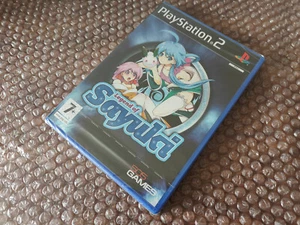 PlayStation 2
Legend of
Sayuki
7
GAMES